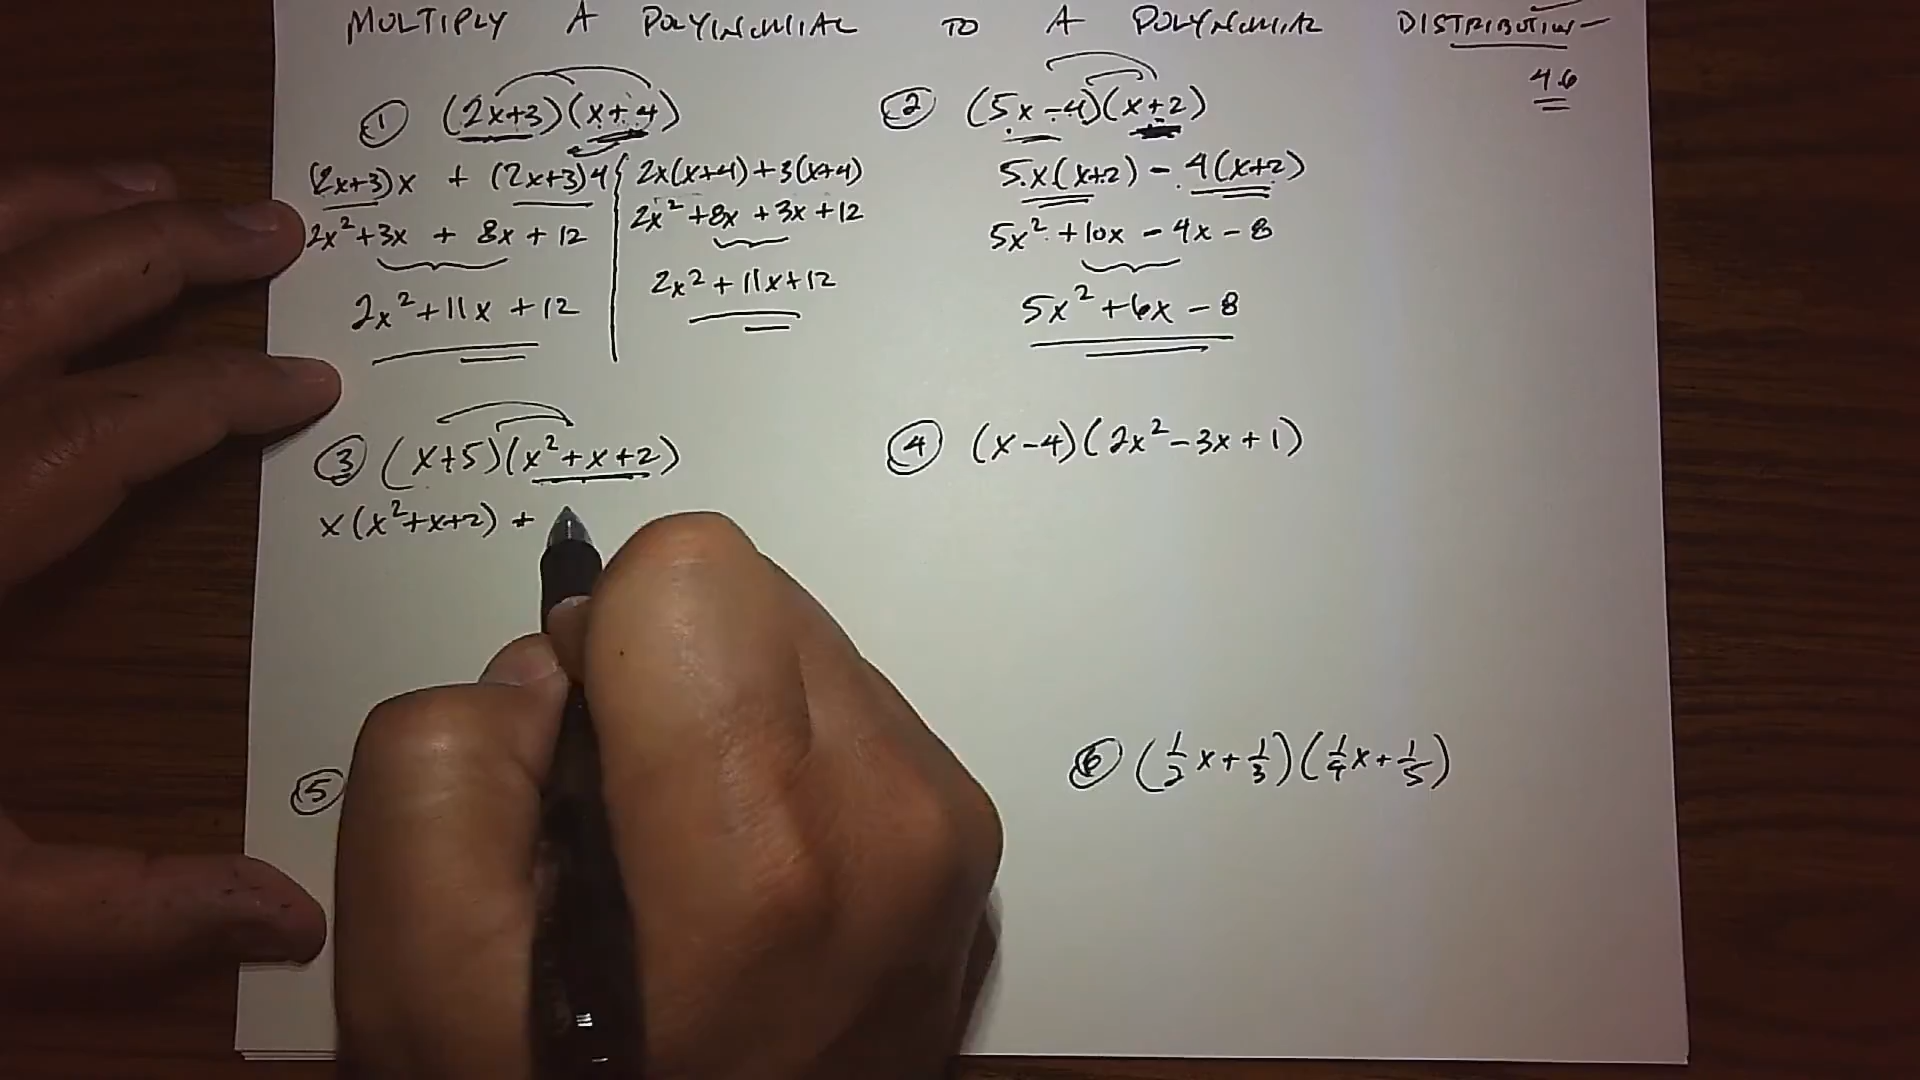 MULTIPLY A POLYNOMIAL TO A POLYNOMIAL DISTRIBUTION
4.6
① (2x+3)(x+4)
(2x+3)x + (2x+3)4
2x²+3x + 8x + 12
2x²+11x + 12
2x(x+4)+3(x+4)
2x²+8x+3x+12
2x²+11x+12
② (5x-4)(x+2)
5x(x+2) - 4(x+2)
5x²+10x-4x-8
5x²+6x-8
③ (x+5)(x²+x+2)
x(x²+x+2) +
④ (x-4)(2x²-3x+1)
⑤
⑥ (1/2x+1/3)(1/4x+1/5)